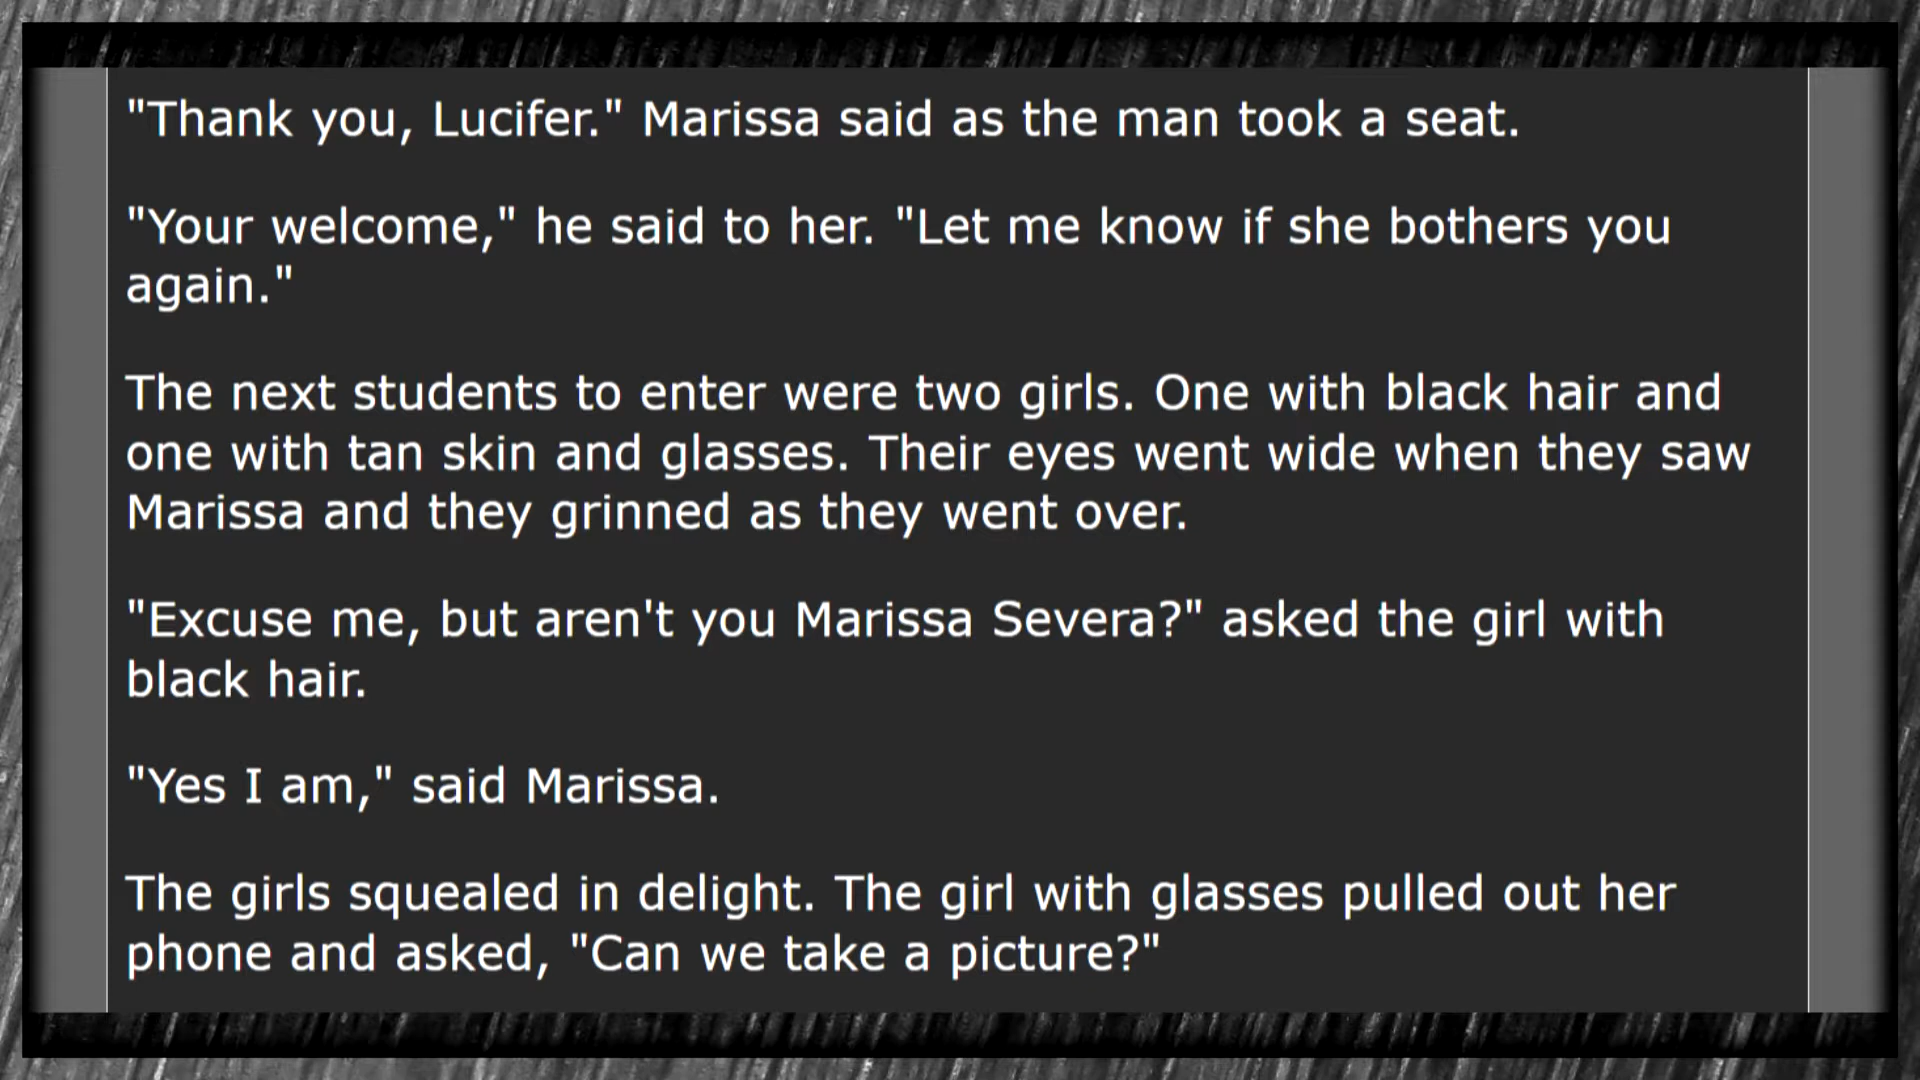 "Thank you, Lucifer." Marissa said as the man took a seat.
"Your welcome," he said to her. "Let me know if she bothers you
again."
The next students to enter were two girls. One with black hair and
one with tan skin and glasses. Their eyes went wide when they saw
Marissa and they grinned as they went over.
"Excuse me, but aren't you Marissa Severa?" asked the girl with
black hair.
"Yes I am," said Marissa.
The girls squealed in delight. The girl with glasses pulled out her
phone and asked, "Can we take a picture?"